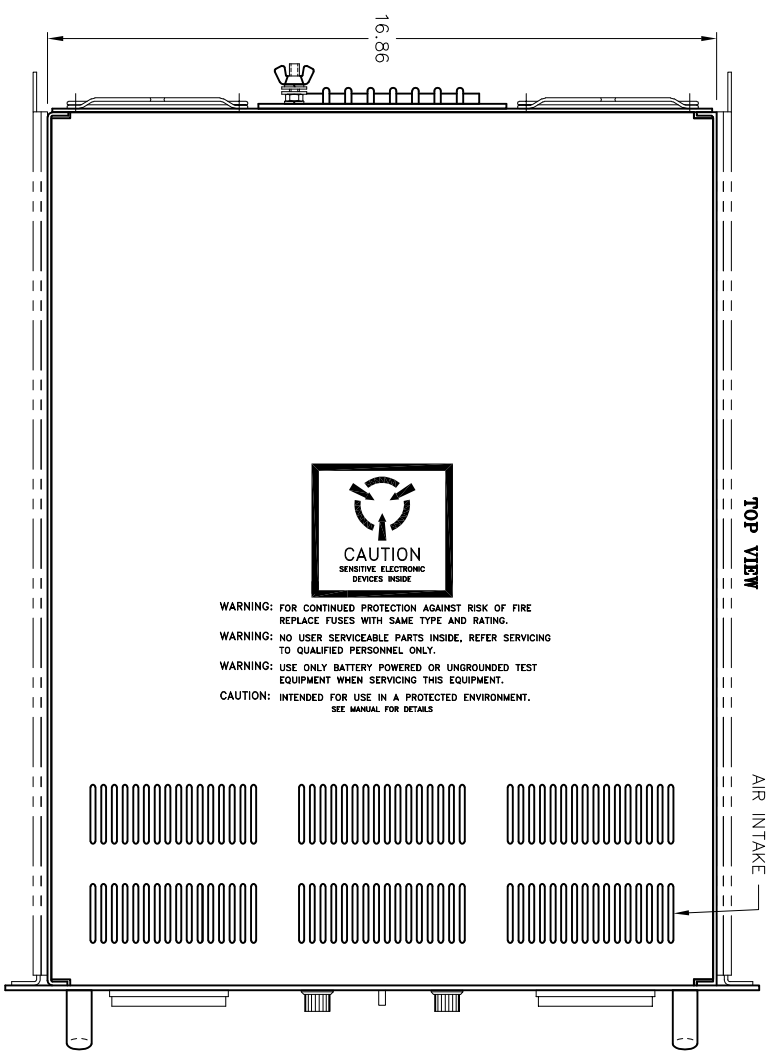 16.86
TOP VIEW
CAUTION
SENSITIVE ELECTRONIC
DEVICES INSIDE
WARNING: FOR CONTINUED PROTECTION AGAINST RISK OF FIRE
REPLACE FUSES WITH SAME TYPE AND RATING.
WARNING: NO USER SERVICEABLE PARTS INSIDE, REFER SERVICING
TO QUALIFIED PERSONNEL ONLY.
WARNING: USE ONLY BATTERY POWERED OR UNGROUNDED TEST
EQUIPMENT WHEN SERVICING THIS EQUIPMENT.
CAUTION: INTENDED FOR USE IN A PROTECTED ENVIRONMENT.
SEE MANUAL FOR DETAILS
AIR INTAKE